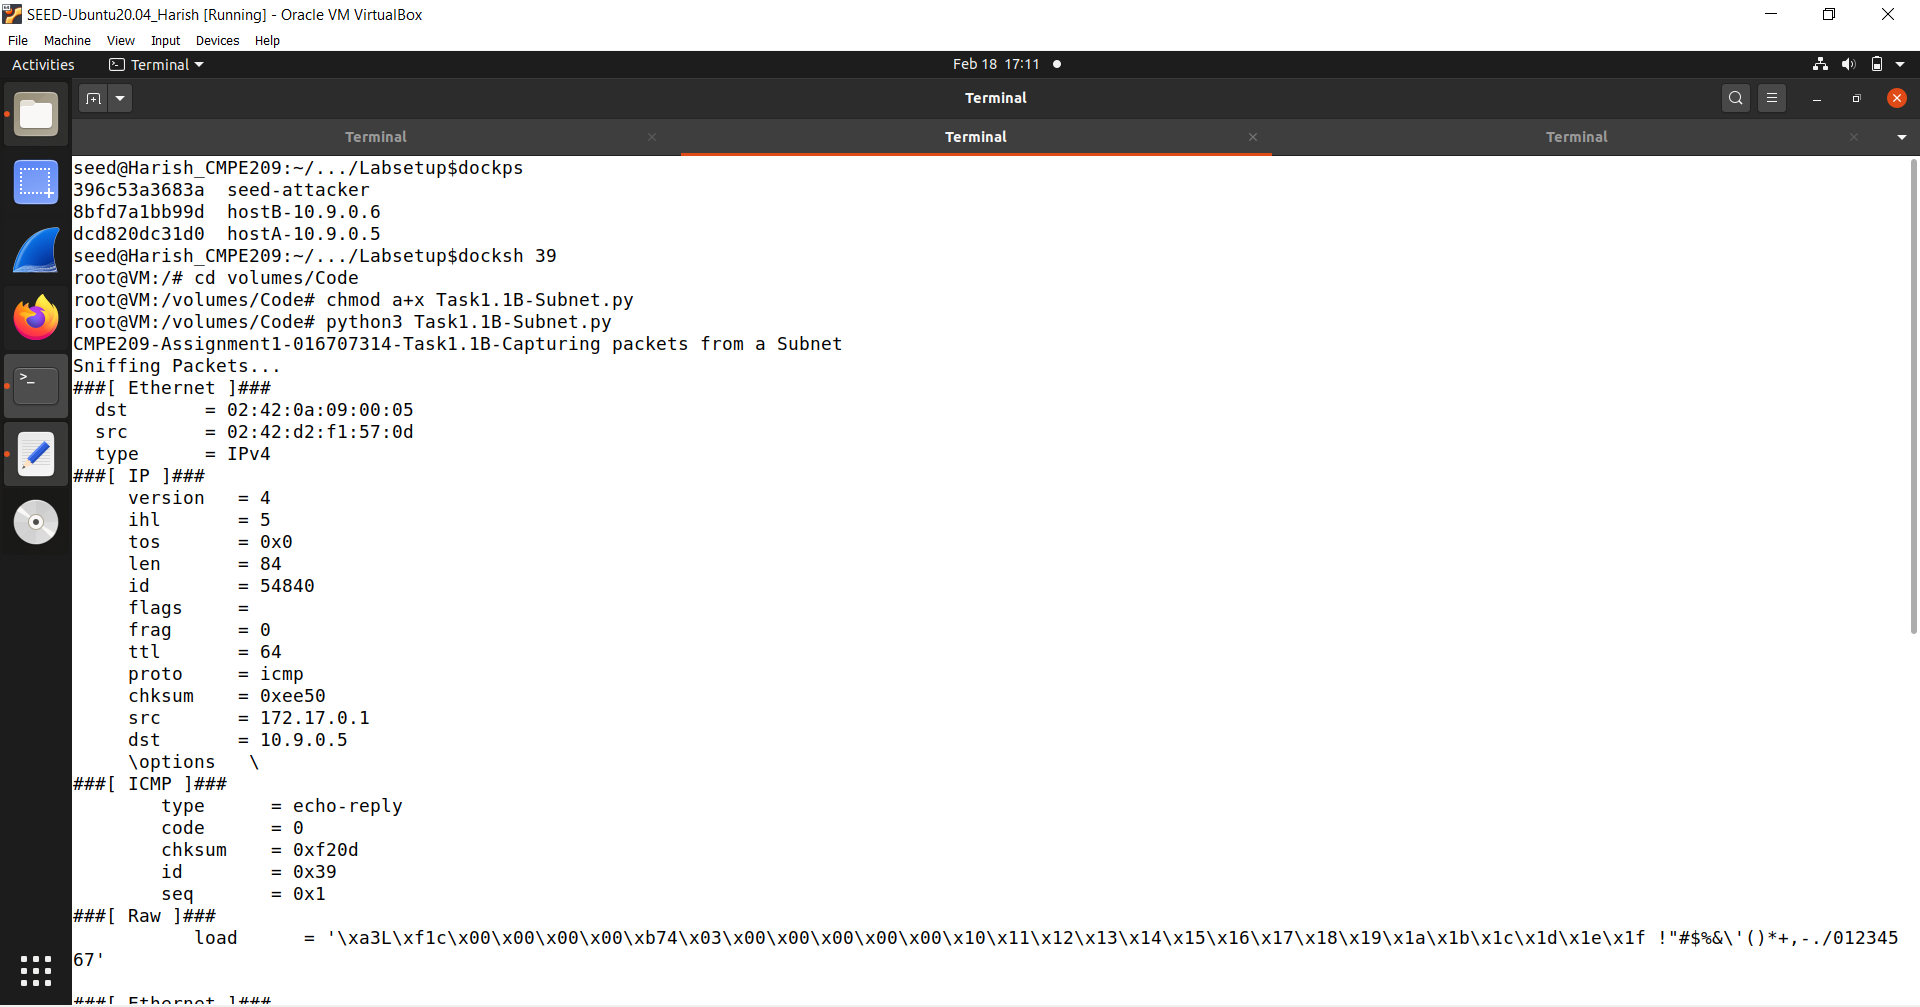 SEED-Ubuntu20.04_Harish [Running] - Oracle VM VirtualBox
File Machine View Input Devices Help
Activities Terminal Feb 18 17:11
Terminal
Terminal Terminal Terminal
seed@Harish_CMPE209:~/.../Labsetup$dockps
396c53a3683a  seed-attacker
8bfd7a1bb99d  hostB-10.9.0.6
dcd820dc31d0  hostA-10.9.0.5
seed@Harish_CMPE209:~/.../Labsetup$docksh 39
root@VM:/# cd volumes/Code
root@VM:/volumes/Code# chmod a+x Task1.1B-Subnet.py
root@VM:/volumes/Code# python3 Task1.1B-Subnet.py
CMPE209-Assignment1-016707314-Task1.1B-Capturing packets from a Subnet
Sniffing Packets...
###[ Ethernet ]###
  dst       = 02:42:0a:09:00:05
  src       = 02:42:d2:f1:57:0d
  type      = IPv4
###[ IP ]###
     version   = 4
     ihl       = 5
     tos       = 0x0
     len       = 84
     id        = 54840
     flags     =
     frag      = 0
     ttl       = 64
     proto     = icmp
     chksum    = 0xee50
     src       = 172.17.0.1
     dst       = 10.9.0.5
     \options   \
###[ ICMP ]###
        type      = echo-reply
        code      = 0
        chksum    = 0xf20d
        id        = 0x39
        seq       = 0x1
###[ Raw ]###
           load      = '\xa3L\xf1c\x00\x00\x00\x00\xb74\x03\x00\x00\x00\x00\x00\x10\x11\x12\x13\x14\x15\x16\x17\x18\x19\x1a\x1b\x1c\x1d\x1e\x1f !"#$%&\'()*+,-./012345
67'
###[ Ethernet ]###